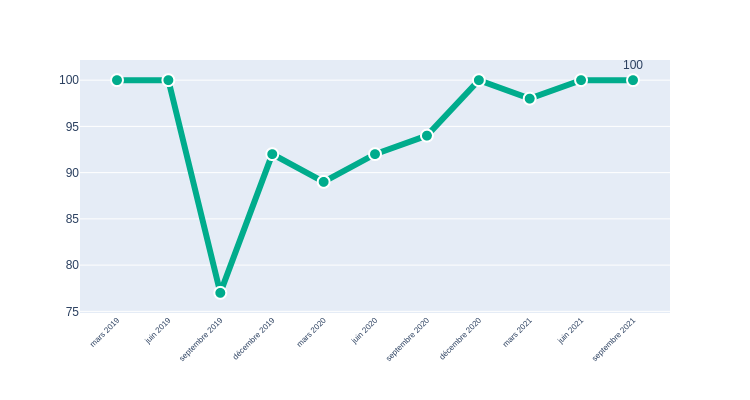 100
100
95
90
85
80
75
mars 2019
juin 2019
septembre 2019
décembre 2019
mars 2020
juin 2020
septembre 2020
décembre 2020
mars 2021
juin 2021
septembre 2021